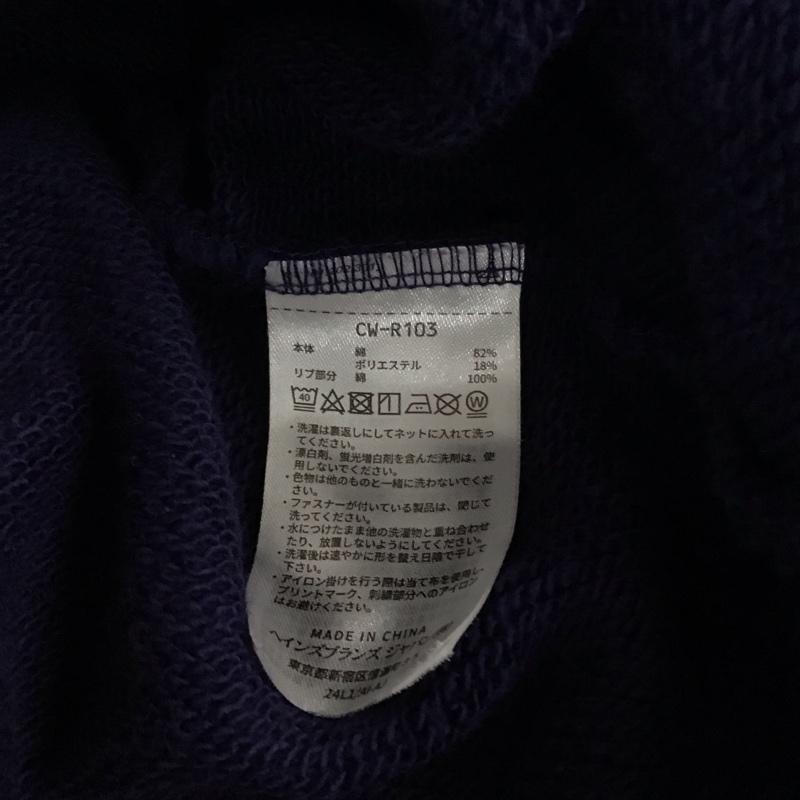 CW-R103
本体 綿 82%
ポリエステル 18%
リブ部分 綿 100%
40
W
・洗濯は裏返しにしてネットに入れて洗っ
てください。
・漂白剤、蛍光増白剤を含んだ洗剤は、使
用しないでください。
・色物は他のものと一緒に洗わないでくだ
さい。
・ファスナーが付いている製品は、閉じて
洗ってください。
・水につけたまま他の洗濯物と重ね合わせ
たり、放置しないようにしてください。
・洗濯後は速やかに形を整え日陰で干して
下さい。
・アイロン掛けを行う際は当て布を使用し、
プリントマーク、刺繍部分へのアイロン
はお避けください。
MADE IN CHINA
ヘインズブランズ ジャパン
東京都新宿区信濃町